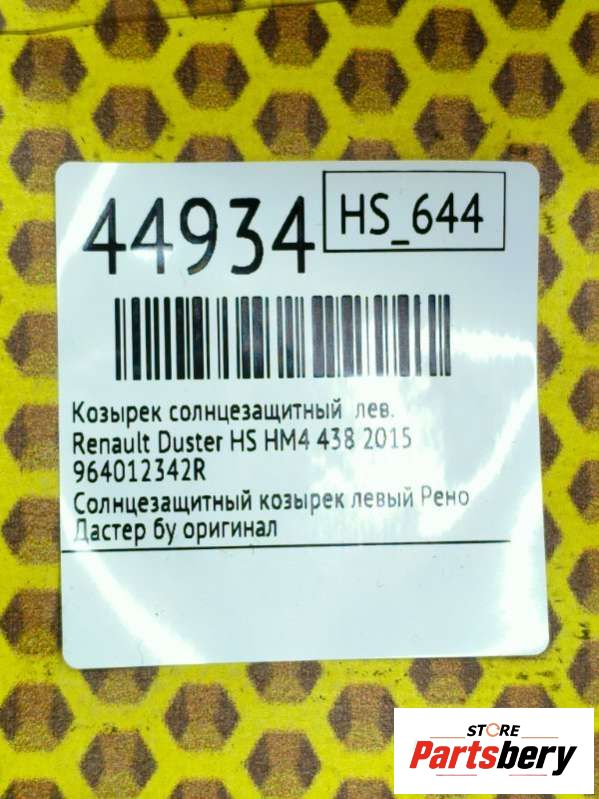 44934
HS_644
Козырек солнцезащитный лев.
Renault Duster HS HM4 438 2015
964012342R
Солнцезащитный козырек левый Рено
Дастер бу оригинал
STORE
Partsbery